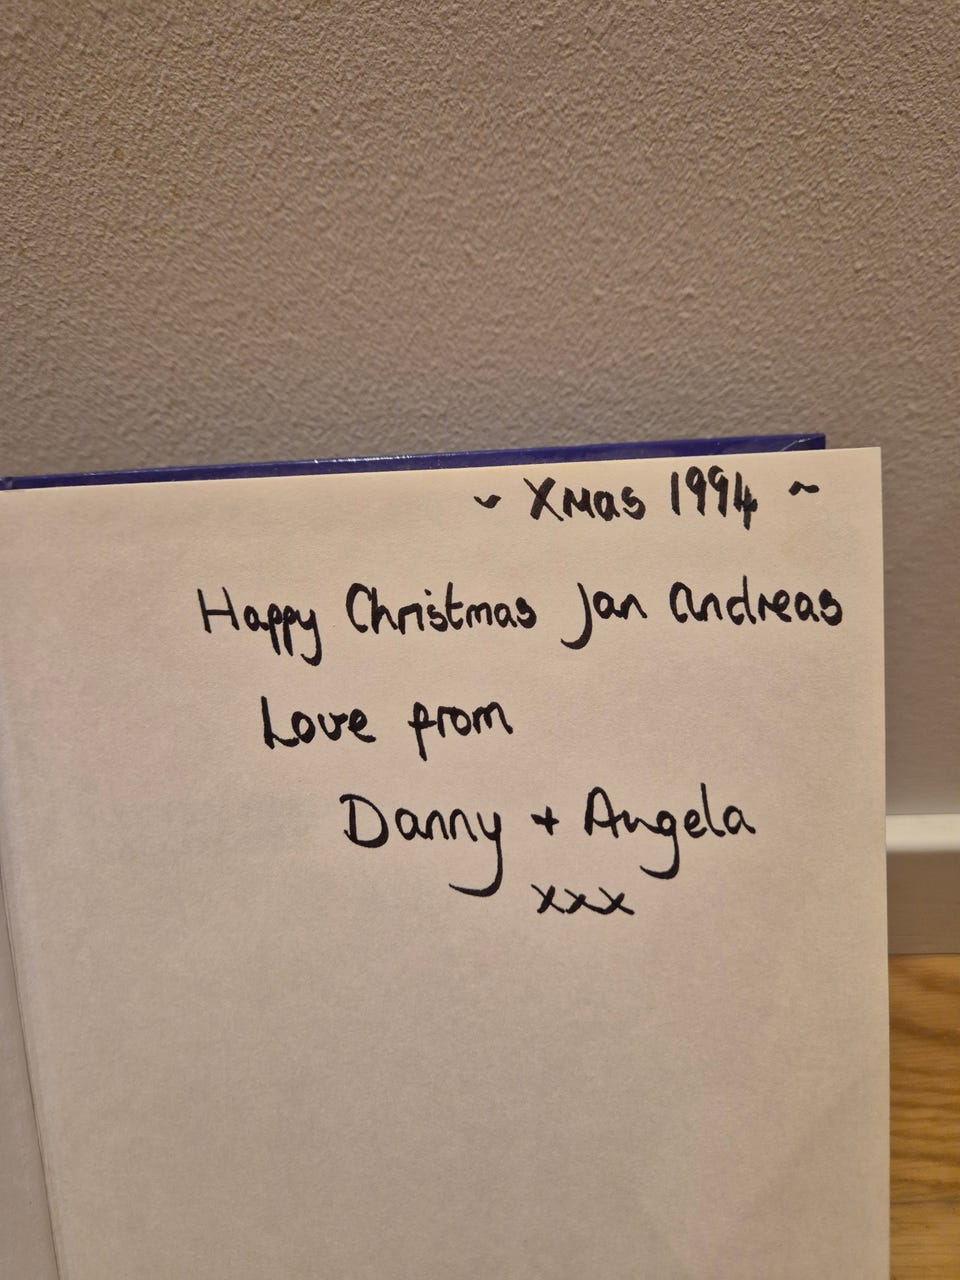 ~ Xmas 1994 ~
Happy Christmas Jan Andreas
Love from
Danny + Angela
xxx